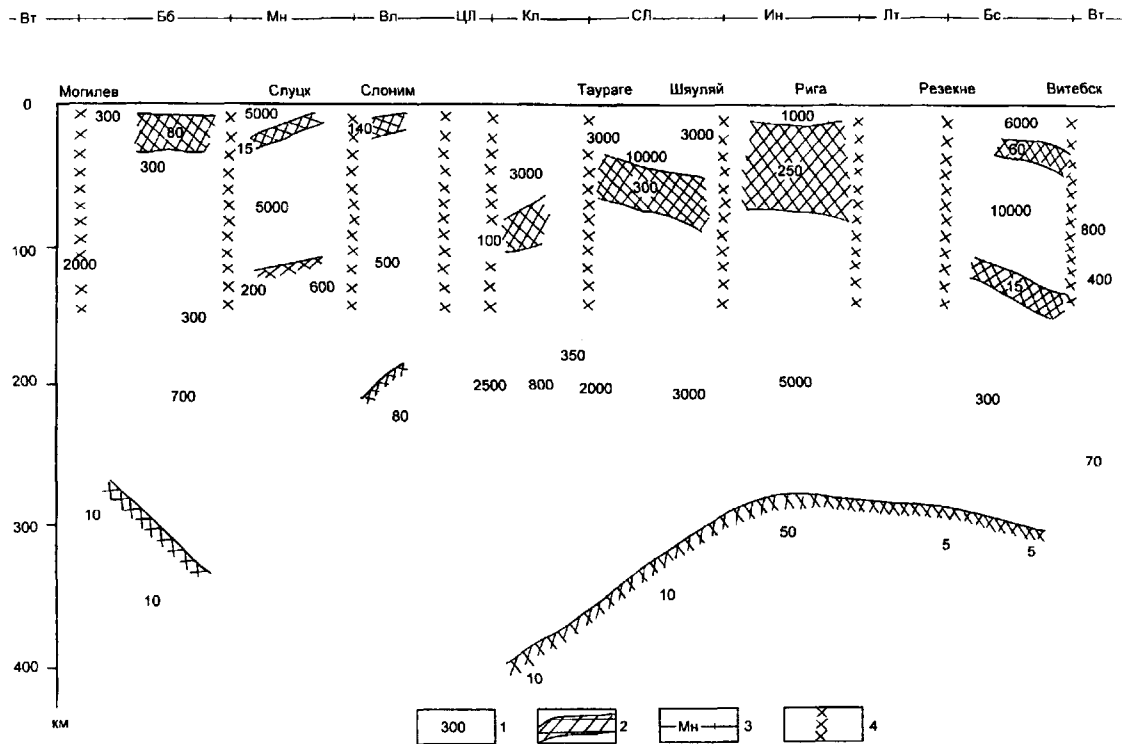 Вт Бб Мн Вл ЦЛ Кл СЛ Ин Лт Бс Вт
Могилев Слуцк Слоним Таураге Шяуляй Рига Резекне Витебск
0
300 5000 1000 6000
80 15 140 3000 3000 60
300 3000 10000 250
300
5000 10000
100 100 800
2000 500 400
200 600 15
300
350
200 700 2500 800 2000 3000 5000 300
80
70
10 300 50
5 5
10 10
400 10
км
300 1 2 Мн 3 4